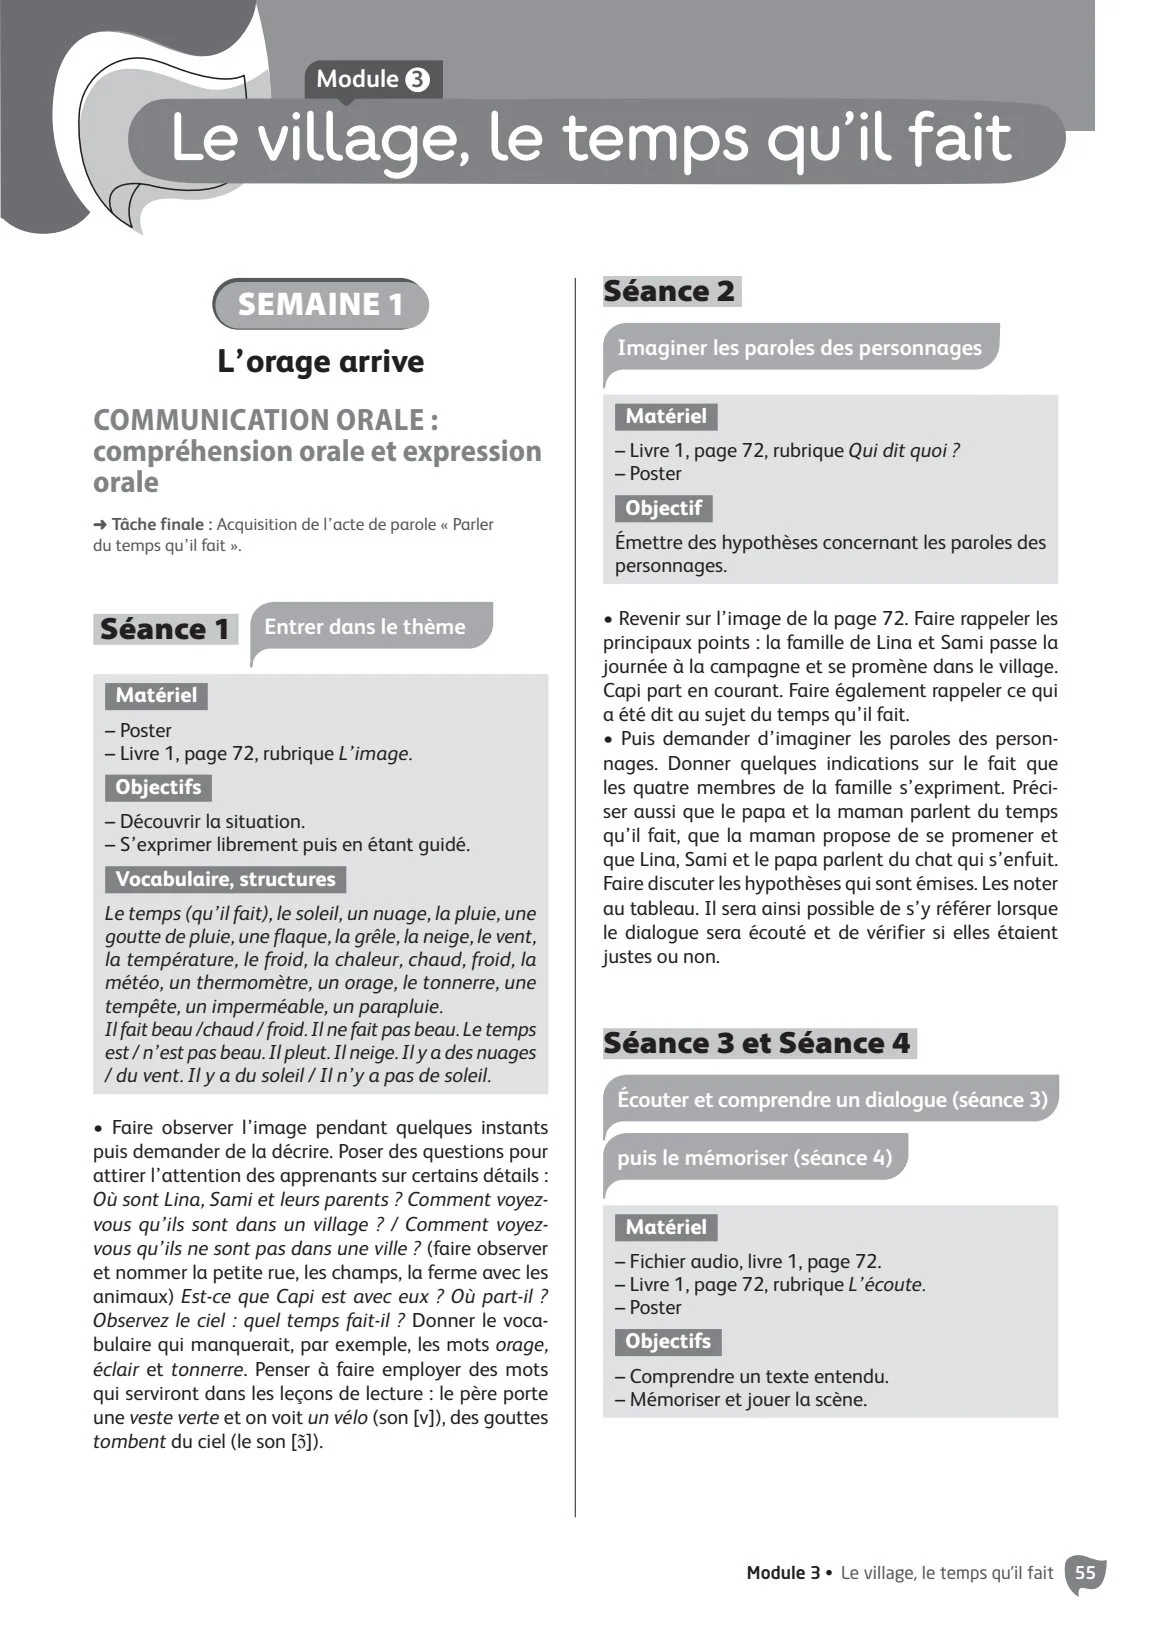 Module 3
Le village, le temps qu’il fait
SEMAINE 1
L’orage arrive
COMMUNICATION ORALE :
compréhension orale et expression
orale
➜ Tâche finale : Acquisition de l’acte de parole « Parler
du temps qu’il fait ».
Séance 1
Entrer dans le thème
Matériel
– Poster
– Livre 1, page 72, rubrique L’image.
Objectifs
– Découvrir la situation.
– S’exprimer librement puis en étant guidé.
Vocabulaire, structures
Le temps (qu’il fait), le soleil, un nuage, la pluie, une
goutte de pluie, une flaque, la grêle, la neige, le vent,
la température, le froid, la chaleur, chaud, froid, la
météo, un thermomètre, un orage, le tonnerre, une
tempête, un imperméable, un parapluie.
Il fait beau /chaud / froid. Il ne fait pas beau. Le temps
est / n’est pas beau. Il pleut. Il neige. Il y a des nuages
/ du vent. Il y a du soleil / Il n’y a pas de soleil.
• Faire observer l’image pendant quelques instants
puis demander de la décrire. Poser des questions pour
attirer l’attention des apprenants sur certains détails :
Où sont Lina, Sami et leurs parents ? Comment voyez-
vous qu’ils sont dans un village ? / Comment voyez-
vous qu’ils ne sont pas dans une ville ? (faire observer
et nommer la petite rue, les champs, la ferme avec les
animaux) Est-ce que Capi est avec eux ? Où part-il ?
Observez le ciel : quel temps fait-il ? Donner le voca-
bulaire qui manquerait, par exemple, les mots orage,
éclair et tonnerre. Penser à faire employer des mots
qui serviront dans les leçons de lecture : le père porte
une veste verte et on voit un vélo (son [v]), des gouttes
tombent du ciel (le son [ɔ̃]).
Séance 2
Imaginer les paroles des personnages
Matériel
– Livre 1, page 72, rubrique Qui dit quoi ?
– Poster
Objectif
Émettre des hypothèses concernant les paroles des
personnages.
• Revenir sur l’image de la page 72. Faire rappeler les
principaux points : la famille de Lina et Sami passe la
journée à la campagne et se promène dans le village.
Capi part en courant. Faire également rappeler ce qui
a été dit au sujet du temps qu’il fait.
• Puis demander d’imaginer les paroles des person-
nages. Donner quelques indications sur le fait que
les quatre membres de la famille s’expriment. Préci-
ser aussi que le papa et la maman parlent du temps
qu’il fait, que la maman propose de se promener et
que Lina, Sami et le papa parlent du chat qui s’enfuit.
Faire discuter les hypothèses qui sont émises. Les noter
au tableau. Il sera ainsi possible de s’y référer lorsque
le dialogue sera écouté et de vérifier si elles étaient
justes ou non.
Séance 3 et Séance 4
Écouter et comprendre un dialogue (séance 3)
puis le mémoriser (séance 4)
Matériel
– Fichier audio, livre 1, page 72.
– Livre 1, page 72, rubrique L’écoute.
– Poster
Objectifs
– Comprendre un texte entendu.
– Mémoriser et jouer la scène.
Module 3 • Le village, le temps qu’il fait 55